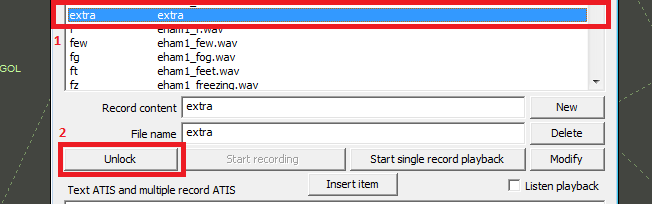 extra extra
1
f eham1_f.wav
few eham1_few.wav
GOL
fg eham1_fog.wav
ft eham1_feet.wav
fz eham1_freezing.wav
Record content extra New
2
File name extra Delete
Unlock Start recording Start single record playback Modify
Text ATIS and multiple record ATIS Insert item Listen playback